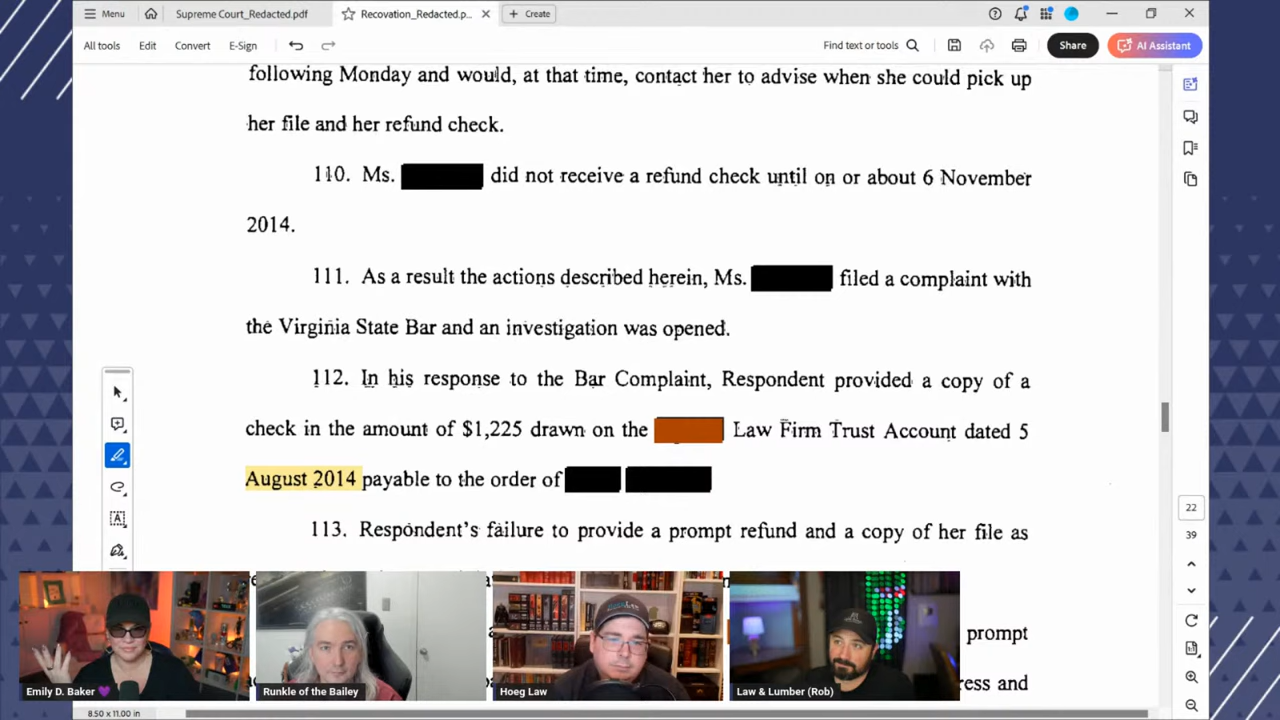 Menu
Supreme Court_Redacted.pdf
Recovation_Redacted.p...
Create
All tools Edit Convert E-Sign
Find text or tools
Share
AI Assistant
following Monday and would, at that time, contact her to advise when she could pick up
her file and her refund check.
110. Ms. did not receive a refund check until on or about 6 November
2014.
111. As a result the actions described herein, Ms. filed a complaint with
the Virginia State Bar and an investigation was opened.
112. In his response to the Bar Complaint, Respondent provided a copy of a
check in the amount of $1,225 drawn on the Law Firm Trust Account dated 5
August 2014 payable to the order of
113. Respondent's failure to provide a prompt refund and a copy of her file as
prompt
ess and
22
39
Emily D. Baker 💜
Runkle of the Bailey
Hoeg Law
Law & Lumber (Rob)
8.50 x 11.00 in